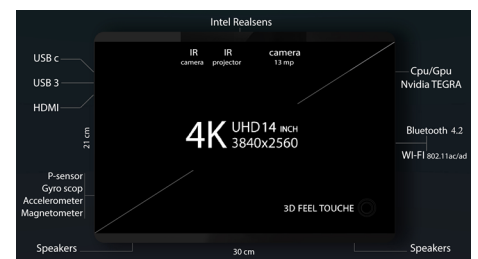 Intel Realsens
IR camera
IR projector
camera 13 mp
USB c
USB 3
HDMI
21 cm
P-sensor
Gyro scop
Accelerometer
Magnetometer
Speakers
4K UHD 14 INCH
3840x2560
3D FEEL TOUCHE
30 cm
Cpu/Gpu
Nvidia TEGRA
Bluetooth 4.2
WI-FI 802.11ac/ad
Speakers